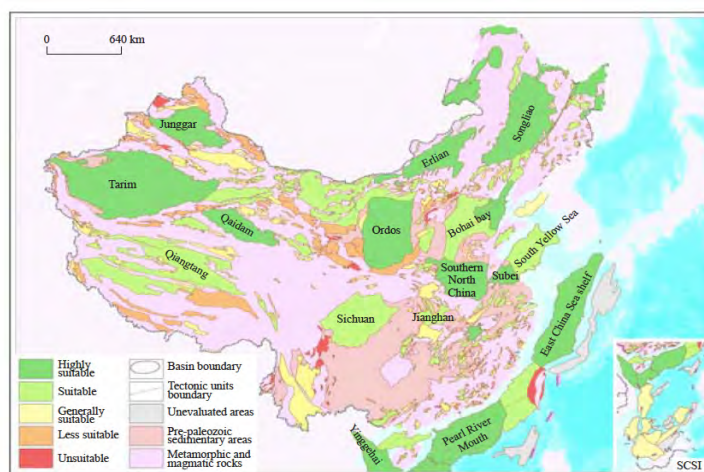 0 640 km
Junggar
Songliao
Erlian
Tarim
Qaidam
Ordos
Bohai bay
Qiangtang
South Yellow Sea
Southern
North
China
Subei
Sichuan
Jianghan
East China Sea shelf
Pearl River
Mouth
Yinggehai
Highly
suitable
Suitable
Generally
suitable
Less suitable
Unsuitable
Basin boundary
Tectonic units
boundary
Unevaluated areas
Pre-paleozoic
sedimentary areas
Metamorphic and
magmatic rocks
SCSI